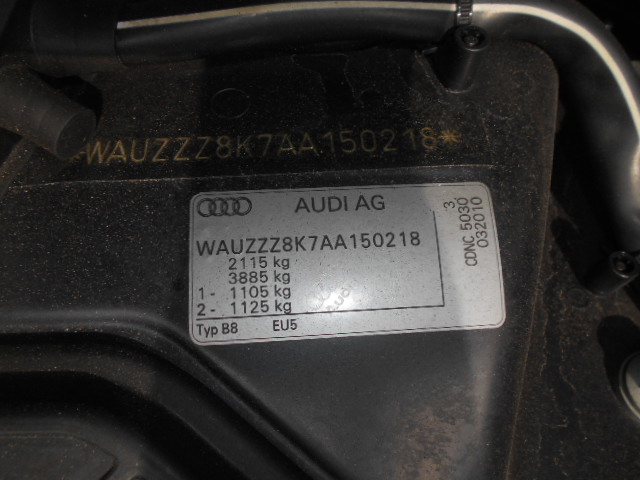 *WAUZZZ8K7AA150218*
AUDI AG
WAUZZZ8K7AA150218
2115 kg
3885 kg
1- 1105 kg
2- 1125 kg
Typ B8 EU5
3
CDNC 5030
032010